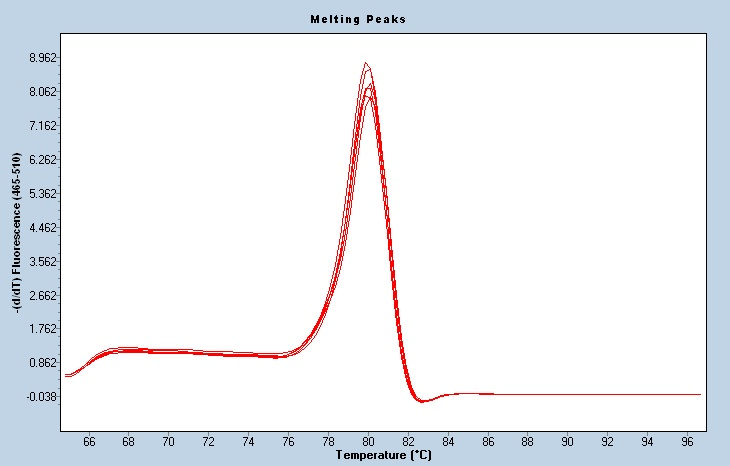 Melting Peaks
-(d/dT) Fluorescence (465-510)
8.962
8.062
7.162
6.262
5.362
4.462
3.562
2.662
1.762
0.862
-0.038
66 68 70 72 74 76 78 80 82 84 86 88 90 92 94 96
Temperature (°C)